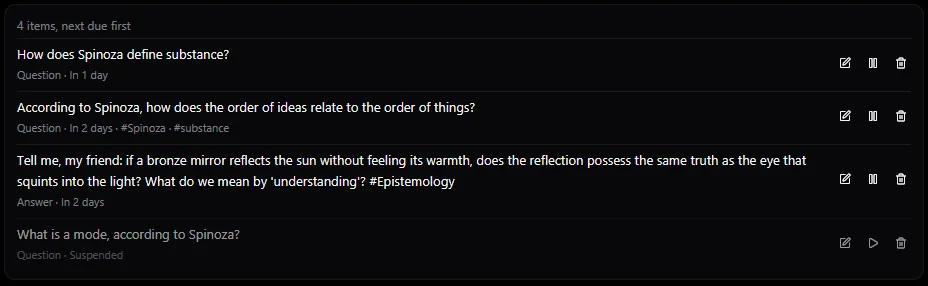 4 items, next due first
How does Spinoza define substance?
Question · In 1 day
According to Spinoza, how does the order of ideas relate to the order of things?
Question · In 2 days · #Spinoza · #substance
Tell me, my friend: if a bronze mirror reflects the sun without feeling its warmth, does the reflection possess the same truth as the eye that
squints into the light? What do we mean by 'understanding'? #Epistemology
Answer · In 2 days
What is a mode, according to Spinoza?
Question · Suspended